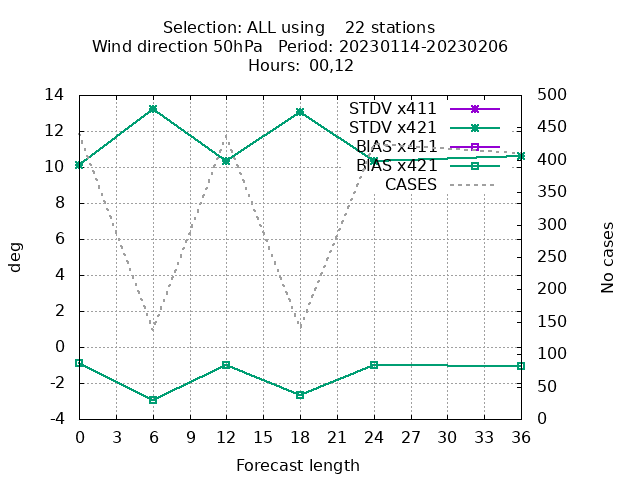 Selection: ALL using    22 stations
Wind direction 50hPa   Period: 20230114-20230206
Hours: 00,12
14
12
10
8
6
4
2
0
-2
-4
deg
500
450
400
350
300
250
200
150
100
50
0
No cases
STDV x411
STDV x421
BIAS x411
BIAS x421
CASES
0 3 6 9 12 15 18 21 24 27 30 33 36
Forecast length